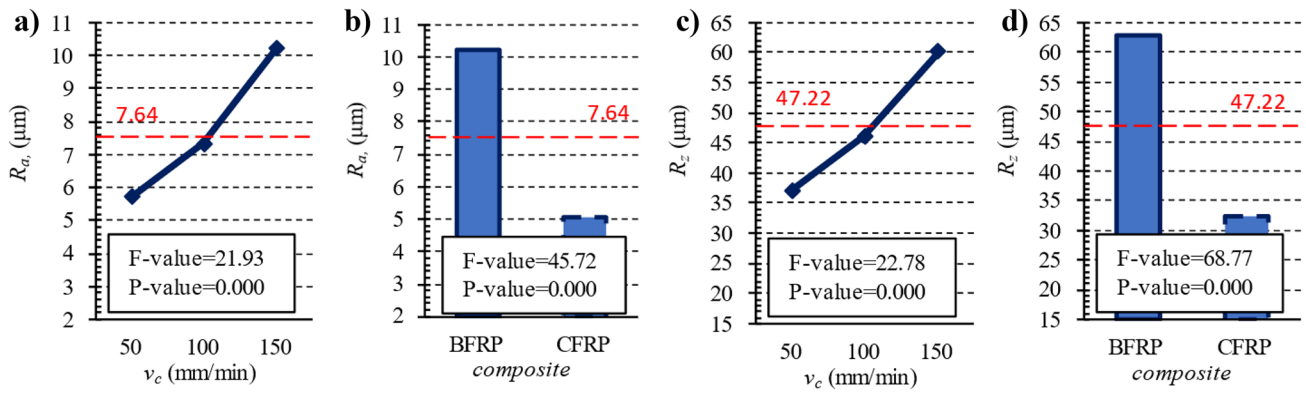 a)
11
10
9
8
7
6
5
4
3
2
Ra, (µm)
7.64
F-value=21.93
P-value=0.000
50 100 150
vc (mm/min)
b)
11
10
9
8
7
6
5
4
3
2
Ra, (µm)
7.64
F-value=45.72
P-value=0.000
BFRP CFRP
composite
c)
65
60
55
50
45
40
35
30
25
20
15
Rz (µm)
47.22
F-value=22.78
P-value=0.000
50 100 150
vc (mm/min)
d)
65
60
55
50
45
40
35
30
25
20
15
Rz (µm)
47.22
F-value=68.77
P-value=0.000
BFRP CFRP
composite